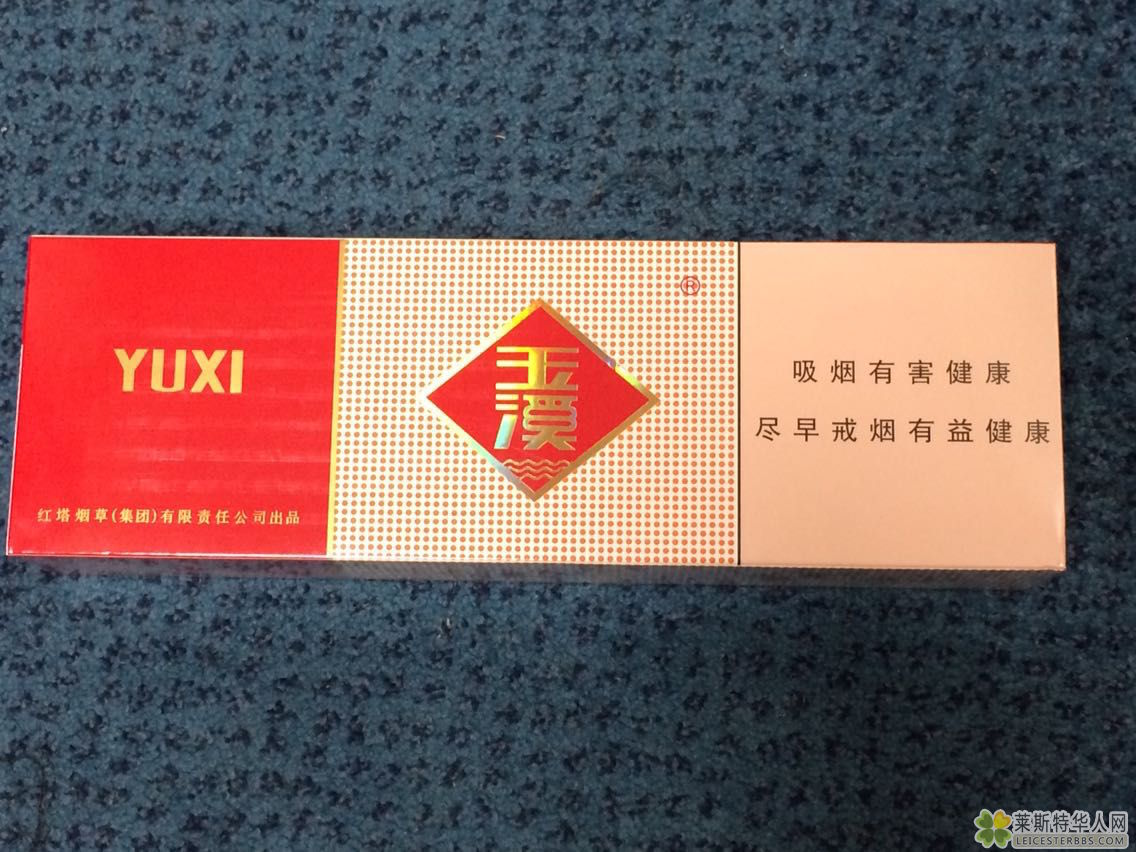 YUXI
红塔烟草(集团)有限责任公司出品
®
玉溪
吸烟有害健康
尽早戒烟有益健康
莱斯特华人网
LEICESTERBBS.COM